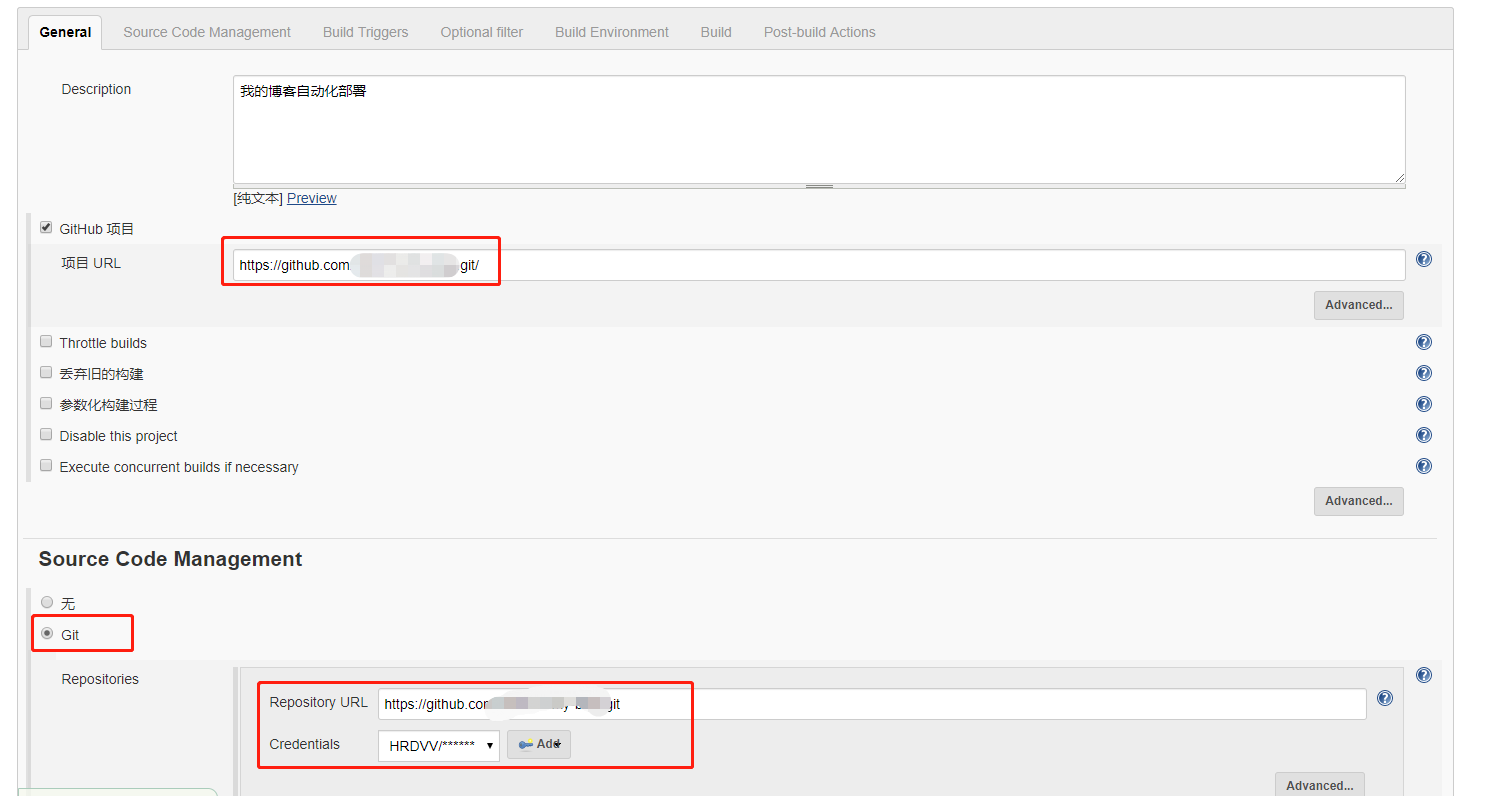 General Source Code Management Build Triggers Optional filter Build Environment Build Post-build Actions
Description
我的博客自动化部署
[纯文本] Preview
GitHub 项目
项目 URL
https://github.com git/
Advanced...
Throttle builds
丢弃旧的构建
参数化构建过程
Disable this project
Execute concurrent builds if necessary
Advanced...
Source Code Management
无
Git
Repositories
Repository URL
https://github.com git
Credentials
HRDVV/******
Add
Advanced...